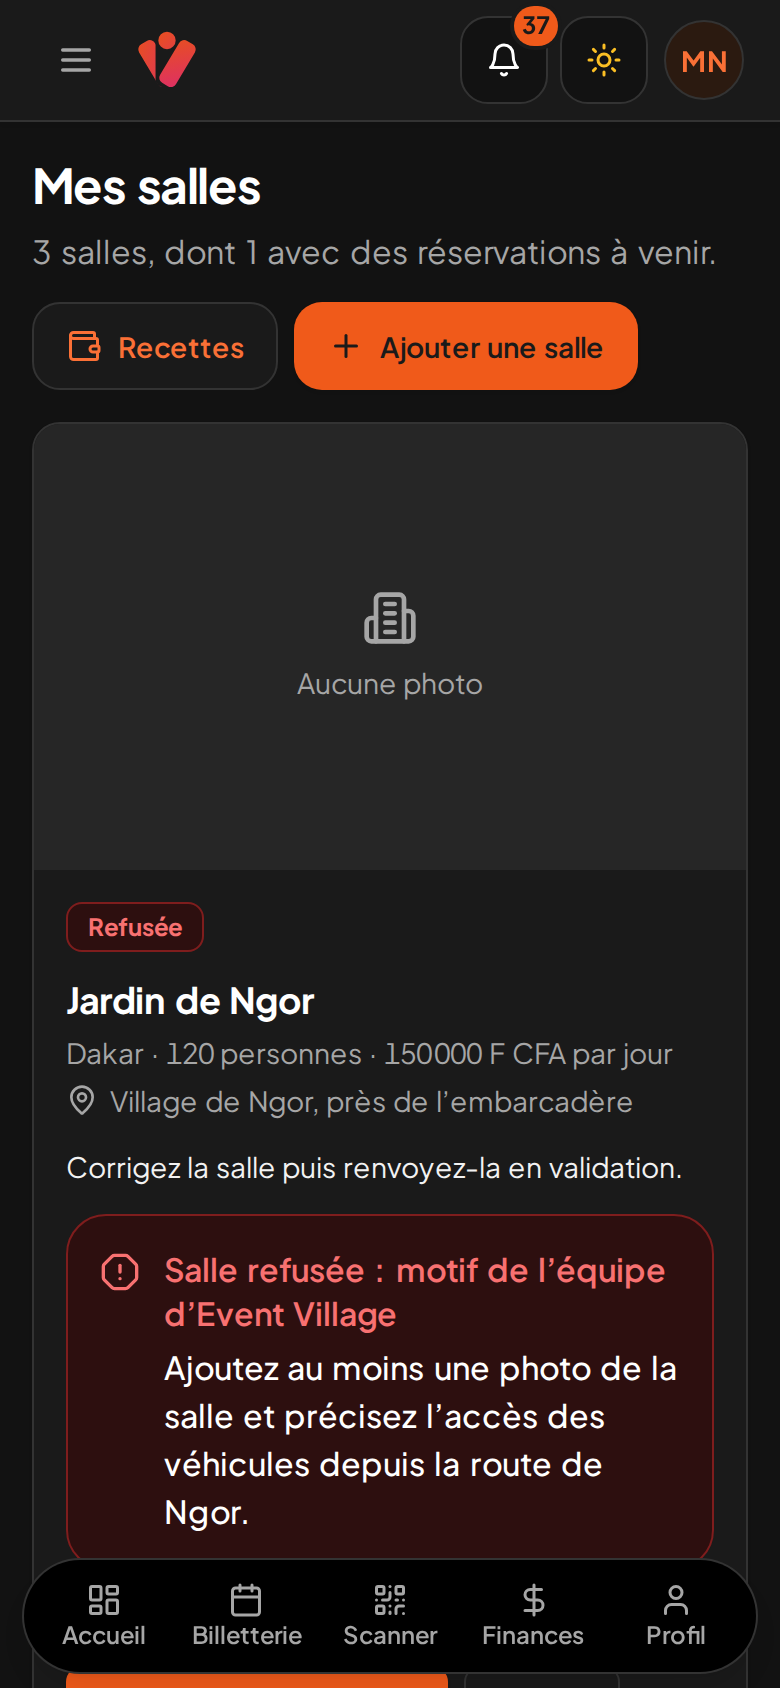 37
MN
Mes salles
3 salles, dont 1 avec des réservations à venir.
Recettes
Ajouter une salle
Aucune photo
Refusée
Jardin de Ngor
Dakar · 120 personnes · 150000 F CFA par jour
Village de Ngor, près de l’embarcadère
Corrigez la salle puis renvoyez-la en validation.
Salle refusée : motif de l’équipe
d’Event Village
Ajoutez au moins une photo de la
salle et précisez l’accès des
véhicules depuis la route de
Ngor.
Accueil
Billetterie
Scanner
Finances
Profil